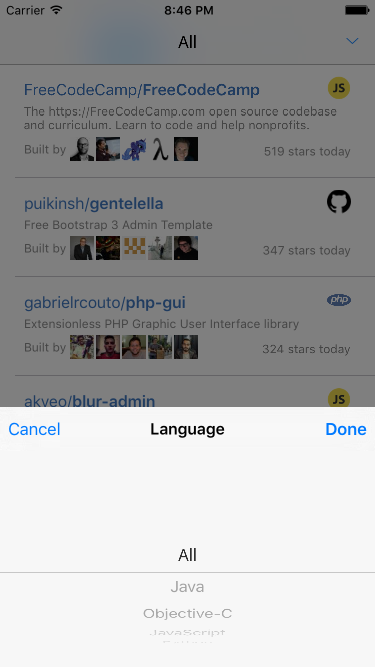 Carrier 8:46 PM
All
FreeCodeCamp/FreeCodeCamp JS
The https://FreeCodeCamp.com open source codebase
and curriculum. Learn to code and help nonprofits.
Built by 519 stars today
puikinsh/gentelella
Free Bootstrap 3 Admin Template
Built by 347 stars today
gabrielrcouto/php-gui php
Extensionless PHP Graphic User Interface library
Built by 324 stars today
akveo/blur-admin JS
Cancel Language Done
All
Java
Objective-C
JavaScript